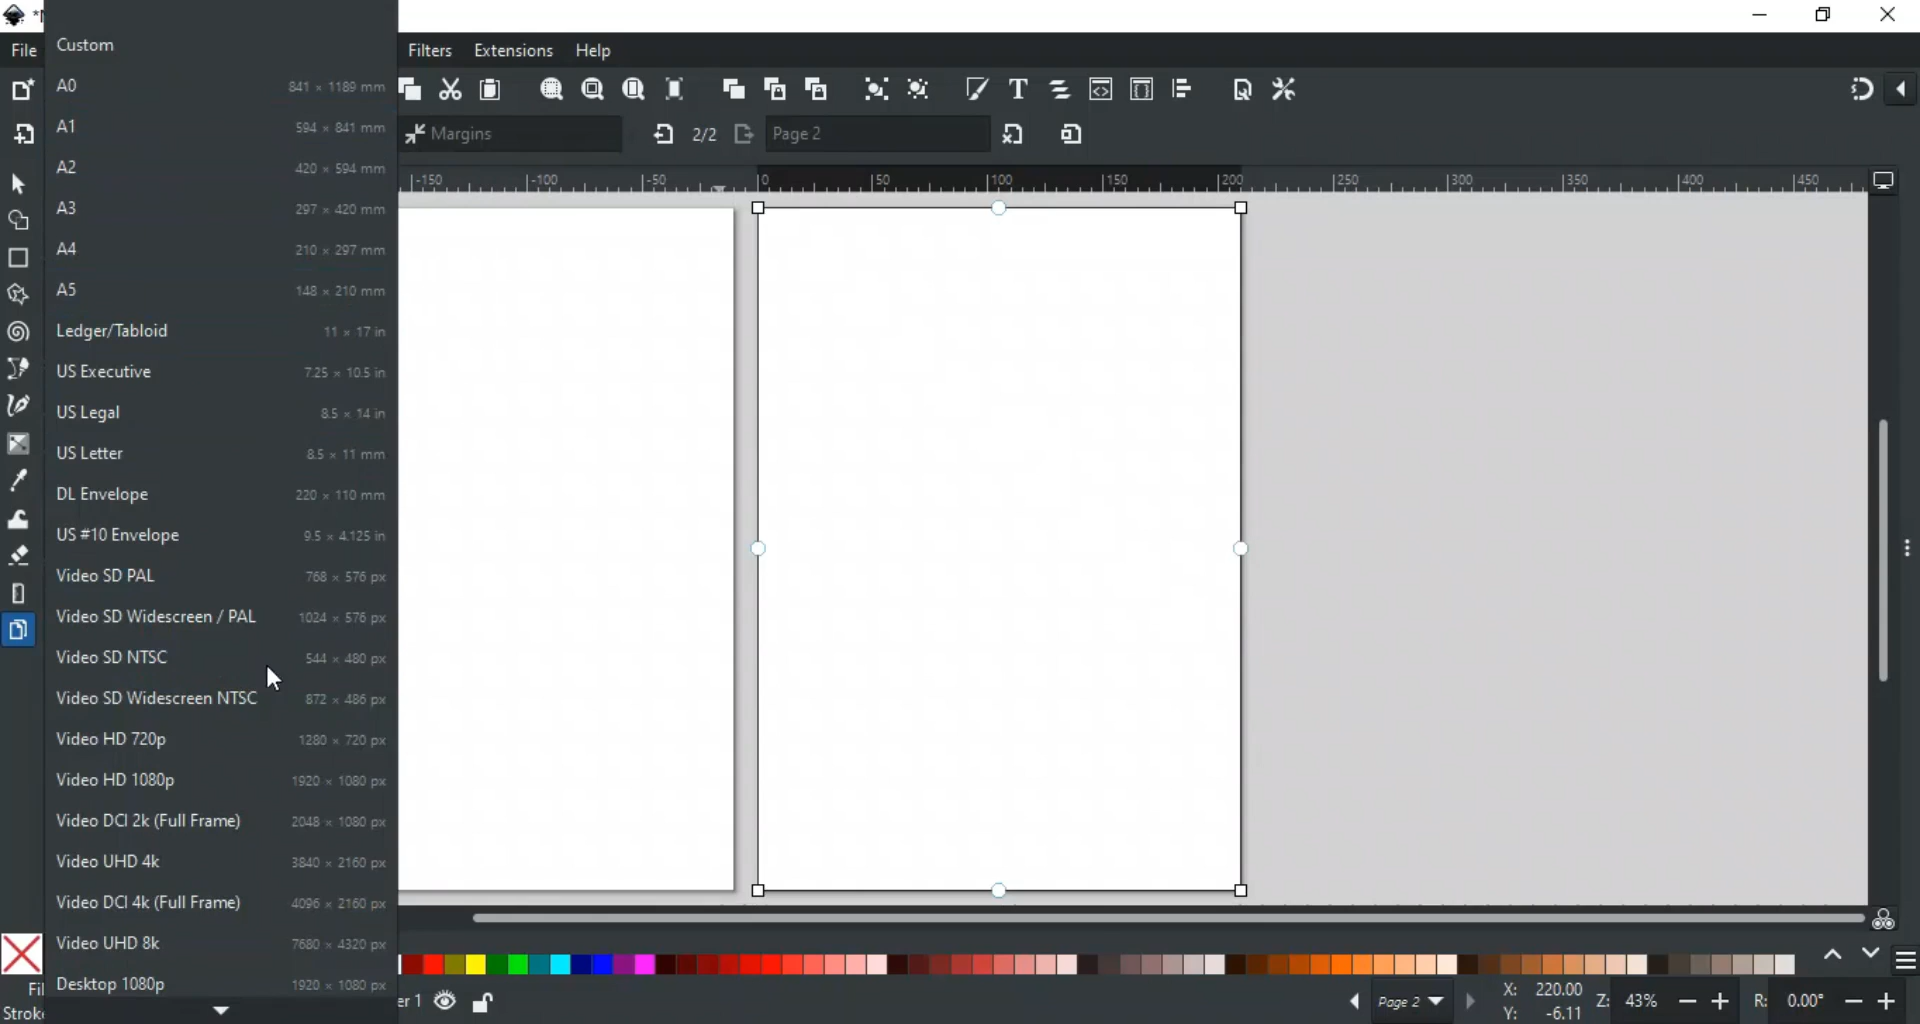 File
Filters Extensions Help
Custom
A0 841 × 1189 mm
A1 594 × 841 mm
A2 420 × 594 mm
A3 297 × 420 mm
A4 210 × 297 mm
A5 148 × 210 mm
Ledger/Tabloid 11 × 17 in
US Executive 7.25 × 10.5 in
US Legal 8.5 × 14 in
US Letter 8.5 × 11 mm
DL Envelope 220 × 110 mm
US #10 Envelope 9.5 × 4.125 in
Video SD PAL 768 × 576 px
Video SD Widescreen / PAL 1024 × 576 px
Video SD NTSC 544 × 480 px
Video SD Widescreen NTSC 872 × 486 px
Video HD 720p 1280 × 720 px
Video HD 1080p 1920 × 1080 px
Video DCI 2k (Full Frame) 2048 × 1080 px
Video UHD 4k 3840 × 2160 px
Video DCI 4k (Full Frame) 4096 × 2160 px
Video UHD 8k 7680 × 4320 px
Desktop 1080p 1920 × 1080 px
Margins 2/2 Page 2
-150 -100 -50 0 50 100 150 200 250 300 350 400 450
Fil
Stroke
er 1
Page 2
X: 220.00
Y: -6.11
Z: 43%
R: 0.00°